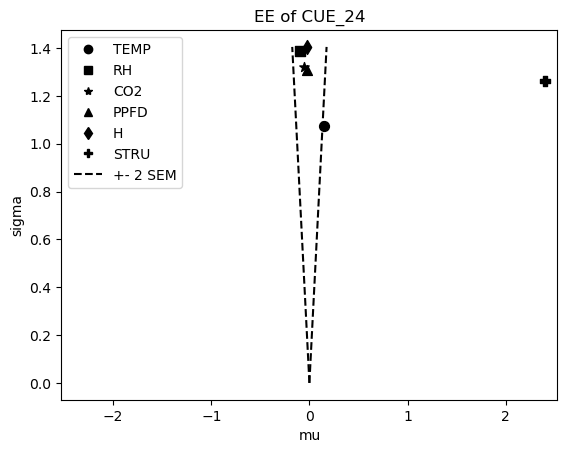 EE of CUE_24
TEMP
RH
CO2
PPFD
H
STRU
+- 2 SEM
sigma
1.4
1.2
1.0
0.8
0.6
0.4
0.2
0.0
−2
−1
0
1
2
mu